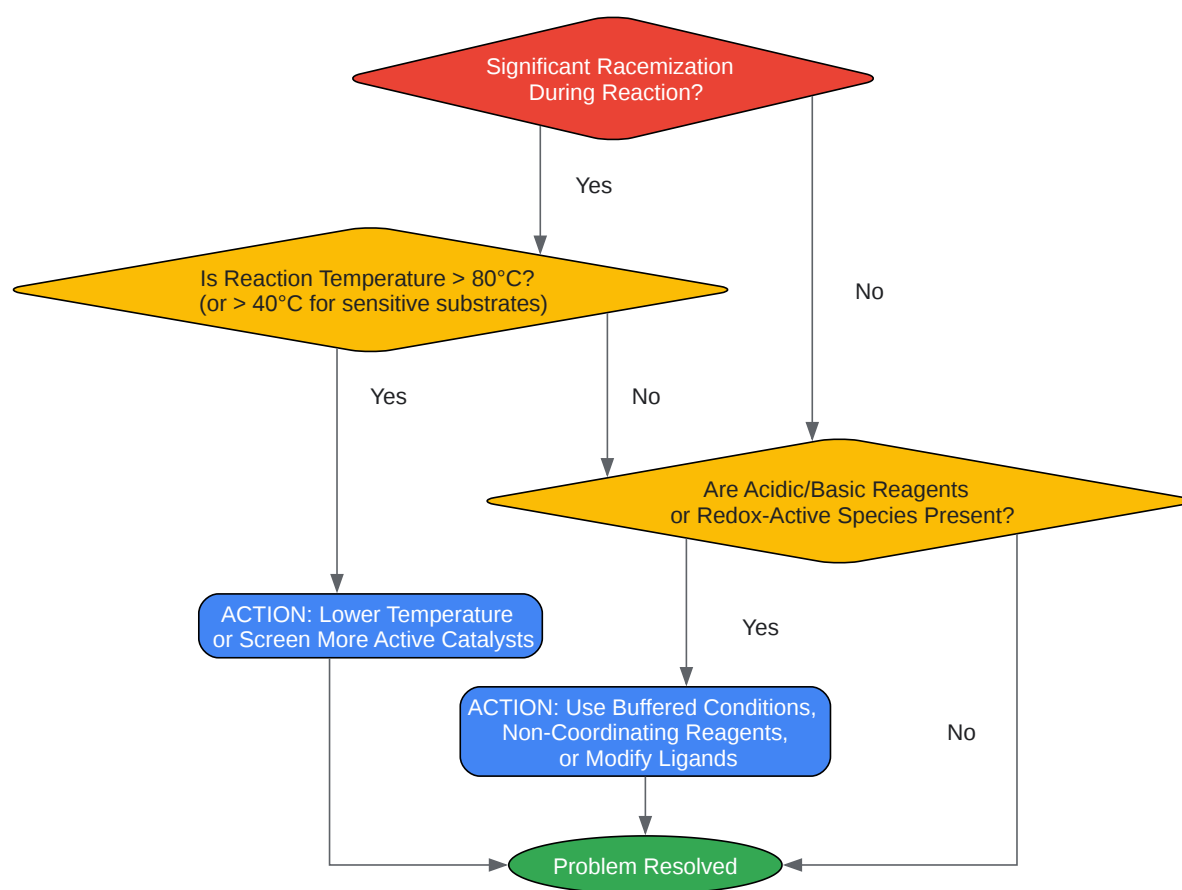 Significant Racemization
During Reaction?
Yes
No
Is Reaction Temperature > 80°C?
(or > 40°C for sensitive substrates)
Yes
No
Are Acidic/Basic Reagents
or Redox-Active Species Present?
ACTION: Lower Temperature
or Screen More Active Catalysts
Yes
No
ACTION: Use Buffered Conditions,
Non-Coordinating Reagents,
or Modify Ligands
Problem Resolved